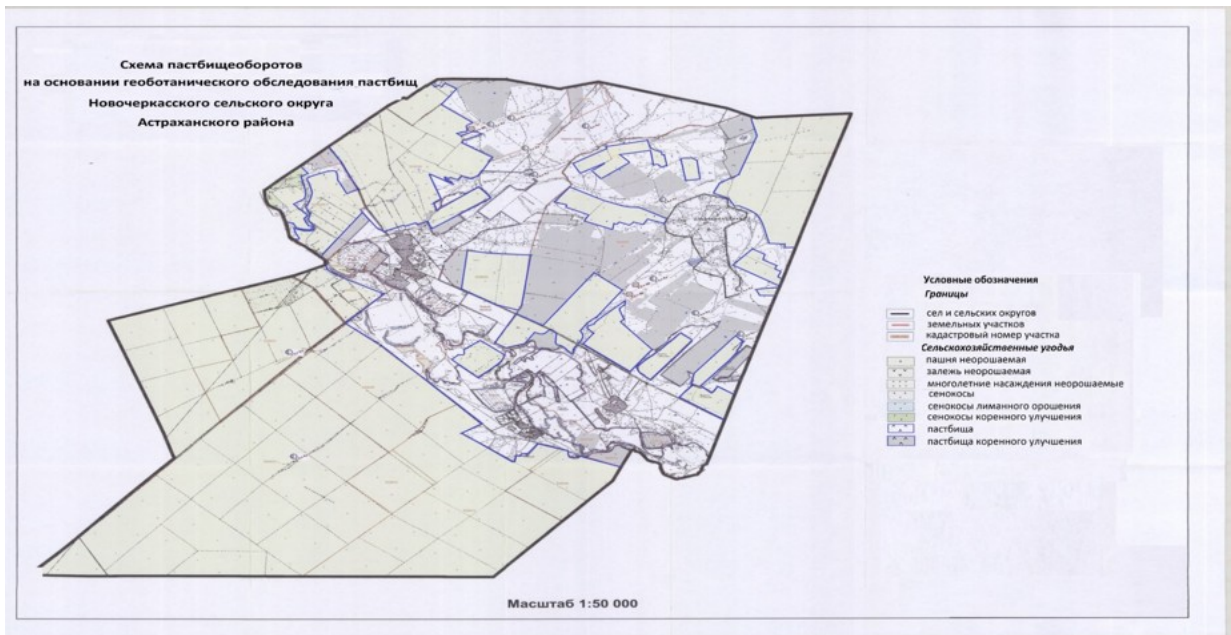 Схема пастбищеоборотов
на основании геоботанического обследования пастбищ
Новочеркасского сельского округа
Астраханского района
Условные обозначения
Границы
сел и сельских округов
земельных участков
кадастровый номер участка
Сельскохозяйственные угодья
пашня неорошаемая
залежь неорошаемая
многолетние насаждения неорошаемые
сенокосы
сенокосы лиманного орошения
сенокосы коренного улучшения
пастбища
пастбища коренного улучшения
Масштаб 1:50 000